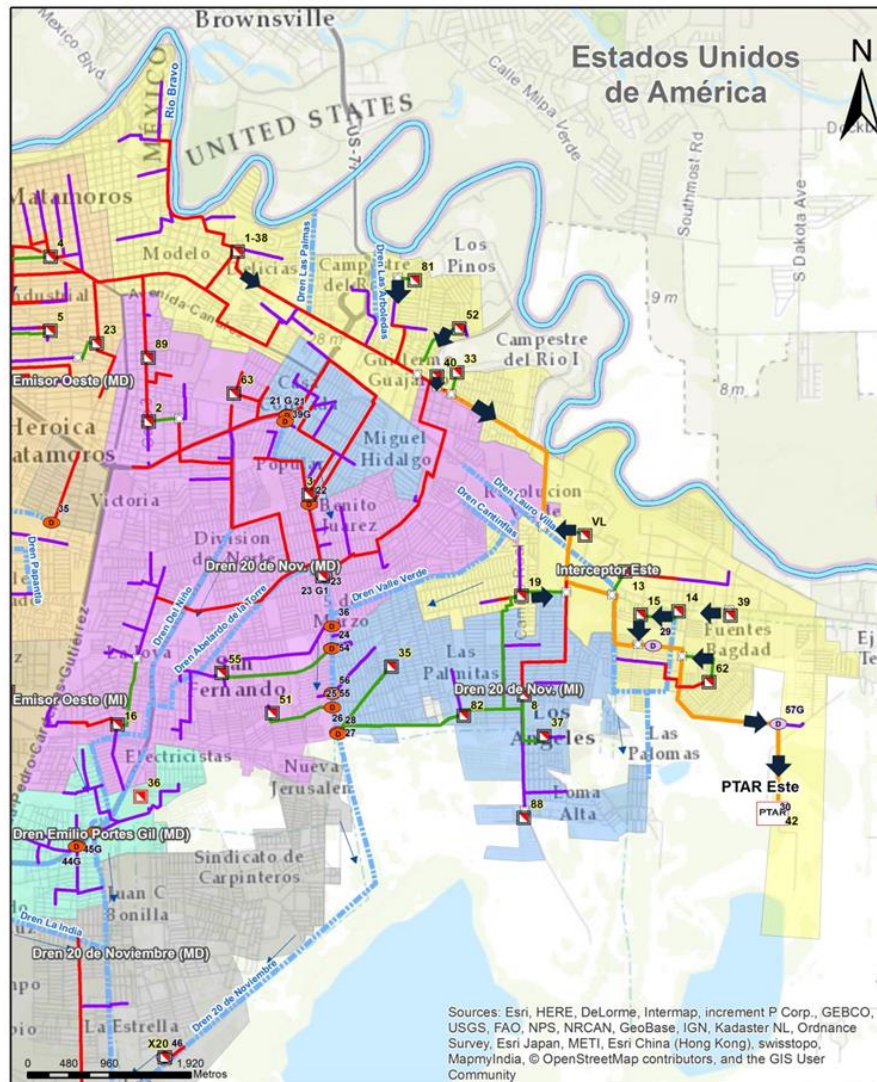 Brownsville
Mexico Blvd
Rio Bravo
MÉXICO
UNITED STATES
US-77
Calle Milpa Verde
Estados Unidos
de América
N
Southmost Rd
S Dakota Ave
Matamoros
4
Modelo
1-38
Delicias
Dren Las Palmas
Campestre
Dren Las Arboledas
81
Los
Pinos
52
9 m
Industrial
5
23
8 m
Campestre
del Rio I
40
33
8 m
89
63
Emisor Oeste (MD)
21 G
21
39G
2
Heroica
Matamoros
Miguel
Hidalgo
Popular
3
22
35
Victoria
Benito
Juárez
Dren Lauro Villar
Dren Cantinflas
VL
Division
del Norte
Dren 20 de Nov. (MD)
Interceptor Este
23
23 G1
Dren Valle Verde
19
13
Dren Papantla
Dren Del Niño
Dren Abelardo de la Torre
36
Marzo
24
54
15
14
39
29
Fuentes
Bagdad
La Joya
55
San
Fernando
35
Las
Palmitas
62
56
Emisor Oeste (MI)
51
25
55
Dren 20 de Nov. (MI)
16
26
28
27
82
8
Los
Angeles
37
57G
Las
Palomas
Electricistas
Nueva
Jerusalen
36
Loma
Alta
PTAR Este
88
PTAR
30
42
Dren Emilio Portes Gil (MD)
45G
44G
Sindicato de
Carpinteros
Juan C
Bonilla
Dren La India
Dren 20 de Noviembre (MD)
Dren 20 de Noviembre
La Estrella
X20
46
0 480 960 1,920
Metros
Sources: Esri, HERE, DeLorme, Intermap, increment P Corp., GEBCO,
USGS, FAO, NPS, NRCAN, GeoBase, IGN, Kadaster NL, Ordnance
Survey, Esri Japan, METI, Esri China (Hong Kong), swisstopo,
MapmyIndia, © OpenStreetMap contributors, and the GIS User
Community